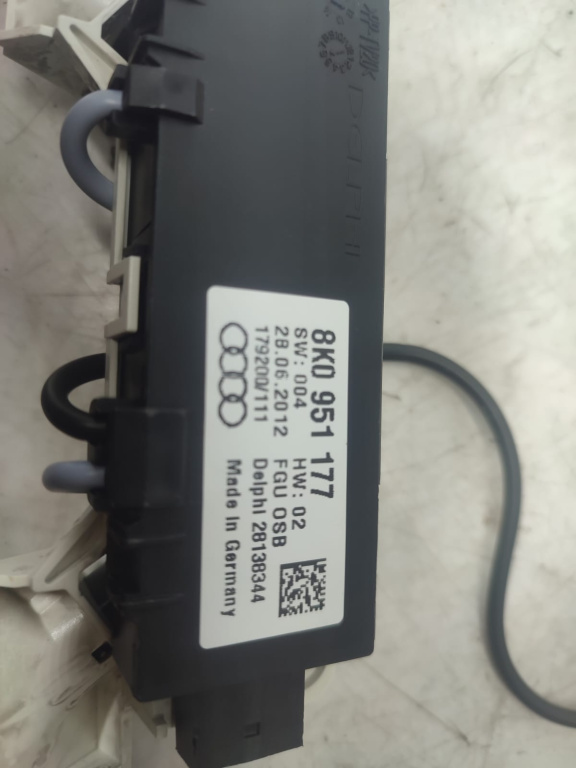 8K0 951 177
SW: 004 HW: 02
28.06.2012 FGU OSB
179200/111 Delphi 28138344
Made in Germany
DELPHI